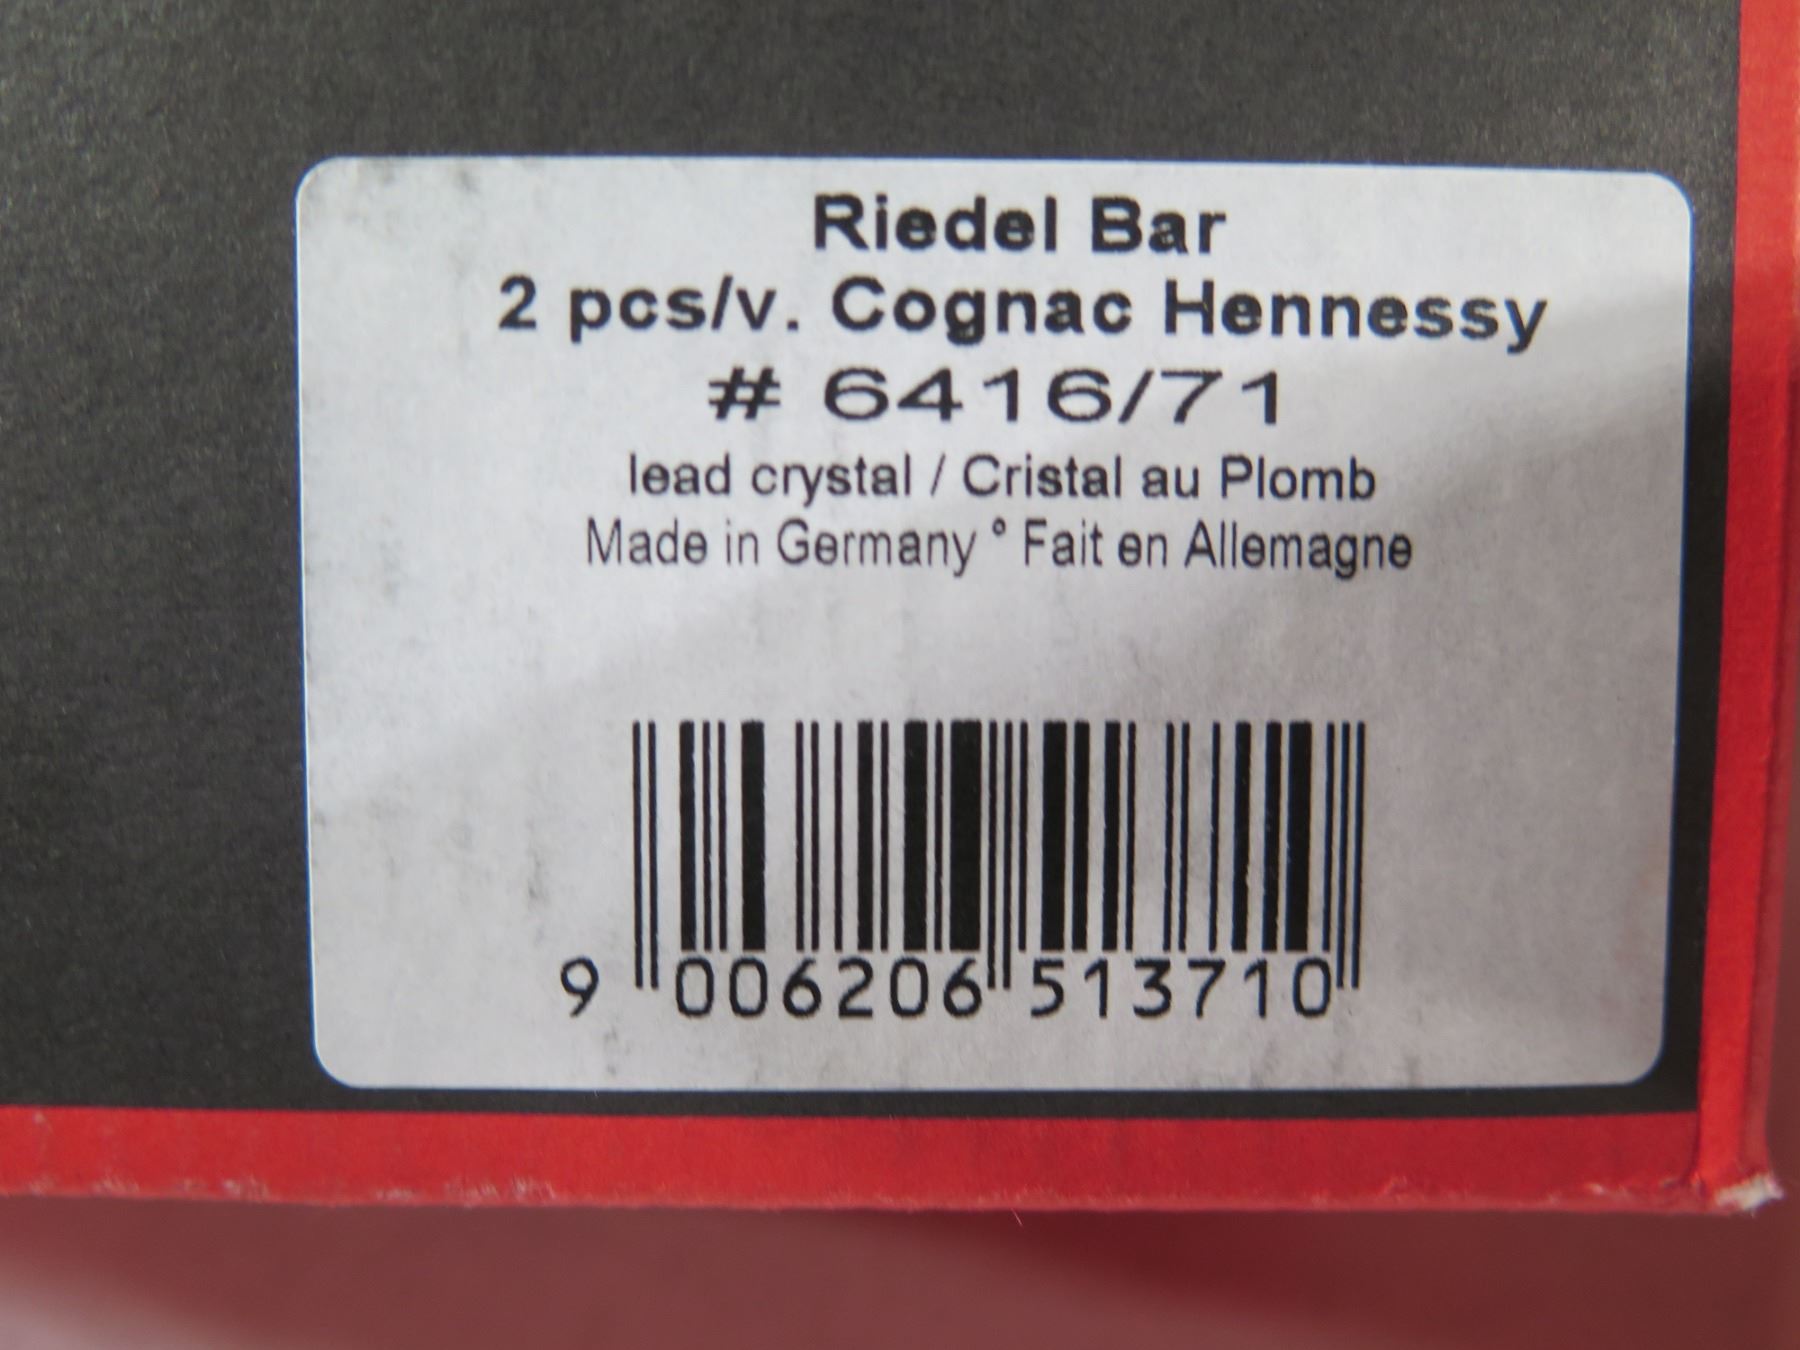 Riedel Bar
2 pcs/v. Cognac Hennessy
# 6416/71
lead crystal / Cristal au Plomb
Made in Germany ° Fait en Allemagne
9 006206 513710